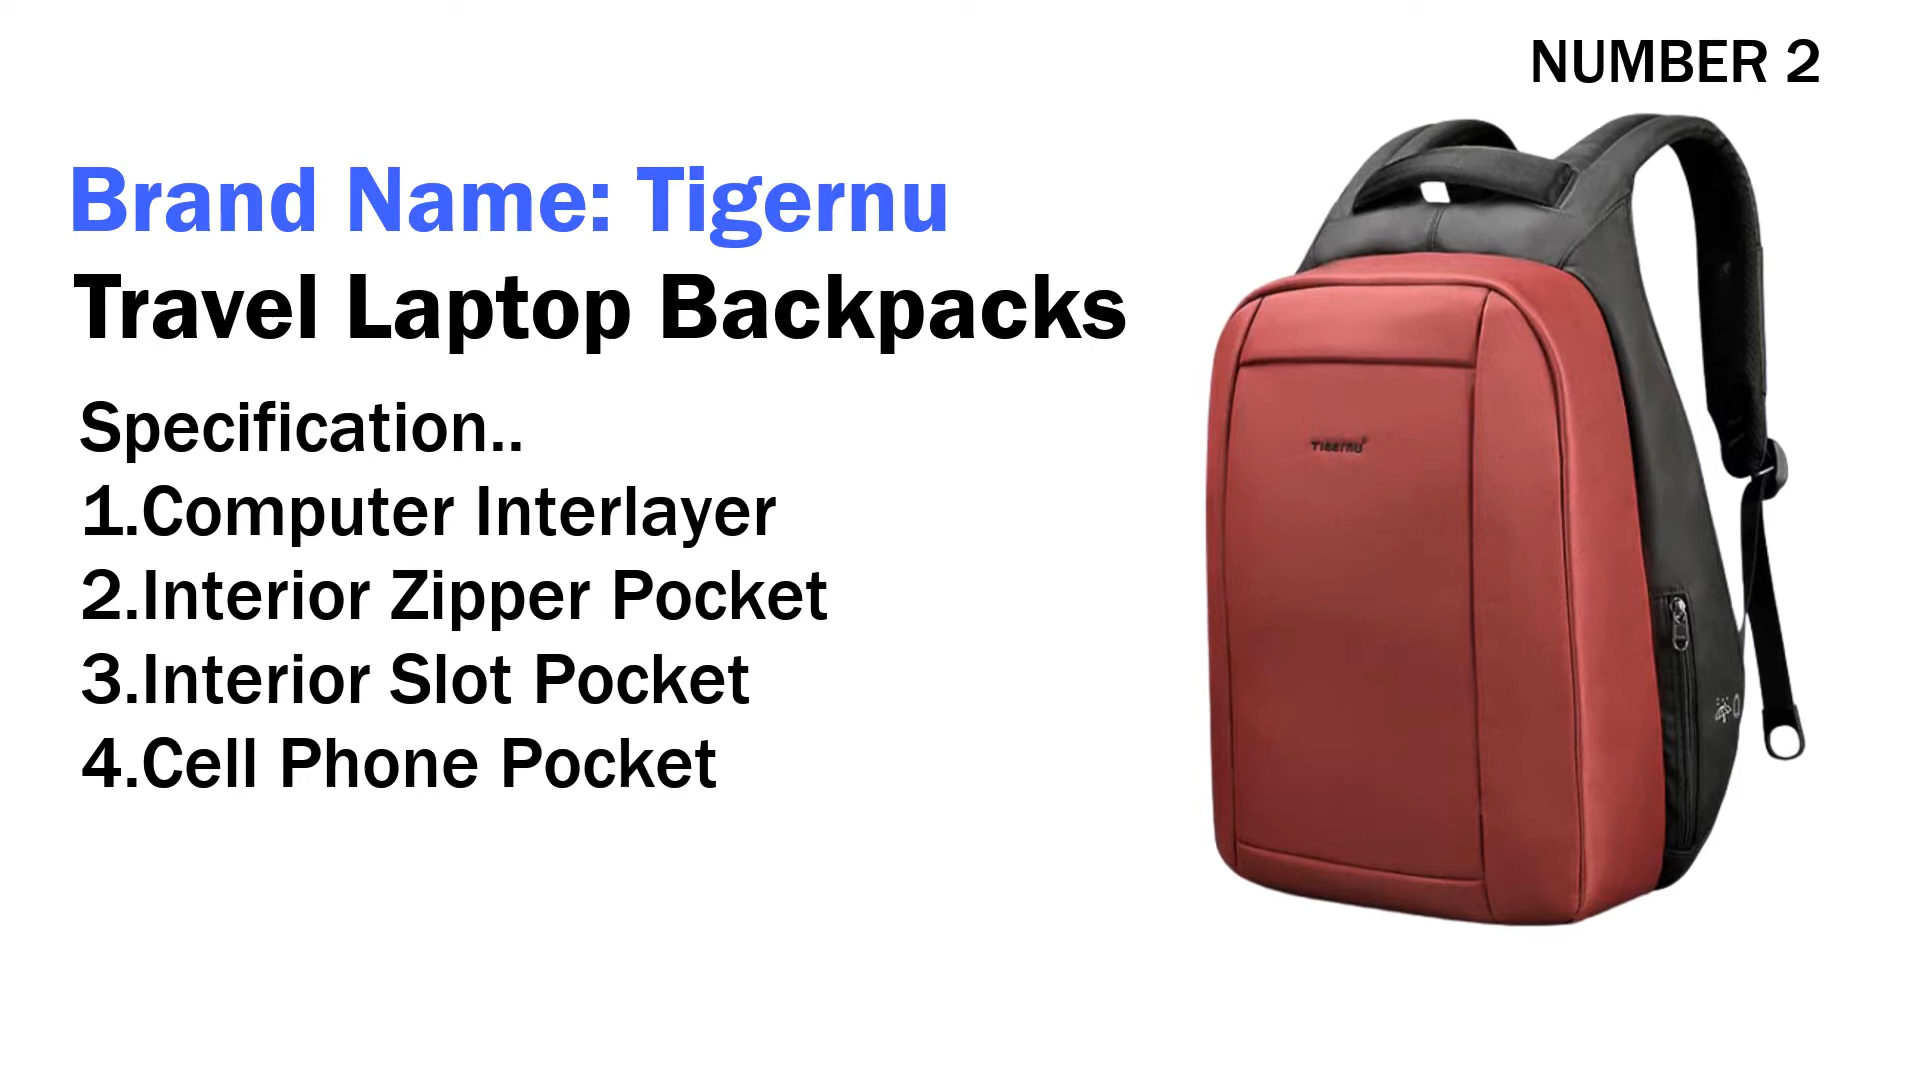 NUMBER 2
Brand Name: Tigernu
Travel Laptop Backpacks
Specification..
1.Computer Interlayer
2.Interior Zipper Pocket
3.Interior Slot Pocket
4.Cell Phone Pocket
Tigernu